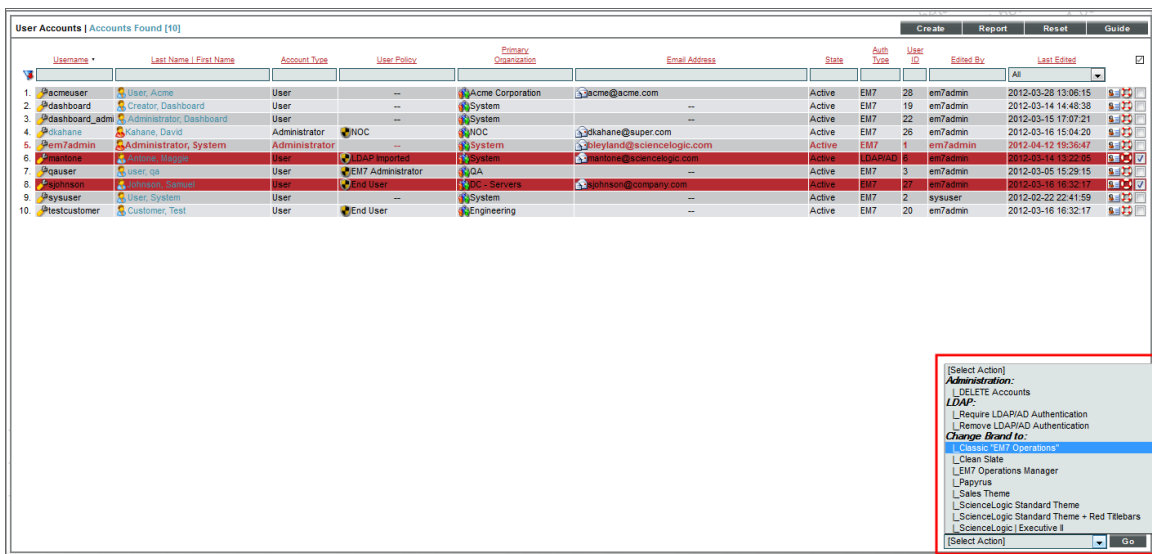 User Accounts | Accounts Found [10] Create Report Reset Guide
Username • Last Name | First Name Account Type User Policy Primary Organization Email Address State Auth Type User ID Edited By Last Edited
All
1. acmeuser User, Acme User -- Acme Corporation acme@acme.com Active EM7 28 em7admin 2012-03-28 13:06:15
2. dashboard Creator, Dashboard User -- System -- Active EM7 19 em7admin 2012-03-14 14:48:38
3. dashboard_admi Administrator, Dashboard User -- System -- Active EM7 22 em7admin 2012-03-15 17:07:21
4. dkahane Kahane, David Administrator NOC NOC dkahane@super.com Active EM7 26 em7admin 2012-03-16 15:04:20
5. em7admin Administrator, System Administrator -- System bleyland@sciencelogic.com Active EM7 1 em7admin 2012-04-12 19:36:47
6. mantone Antone, Maggie User LDAP Imported System mantone@sciencelogic.com Active LDAP/AD 6 em7admin 2012-03-14 13:22:05
7. qauser user, qa User EM7 Administrator QA -- Active EM7 3 em7admin 2012-03-05 15:29:15
8. sjohnson Johnson, Samuel User End User DC - Servers sjohnson@company.com Active EM7 27 em7admin 2012-03-16 16:32:17
9. sysuser User, System User -- System -- Active EM7 2 sysuser 2012-02-22 22:41:59
10. testcustomer Customer, Test User End User Engineering -- Active EM7 20 em7admin 2012-03-16 16:32:17
[Select Action]
Administration:
|_DELETE Accounts
LDAP:
|_Require LDAP/AD Authentication
|_Remove LDAP/AD Authentication
Change Brand to:
|_Classic "EM7 Operations"
|_Clean Slate
|_EM7 Operations Manager
|_Papyrus
|_Sales Theme
|_ScienceLogic Standard Theme
|_ScienceLogic Standard Theme + Red Titlebars
|_ScienceLogic | Executive II
[Select Action] Go